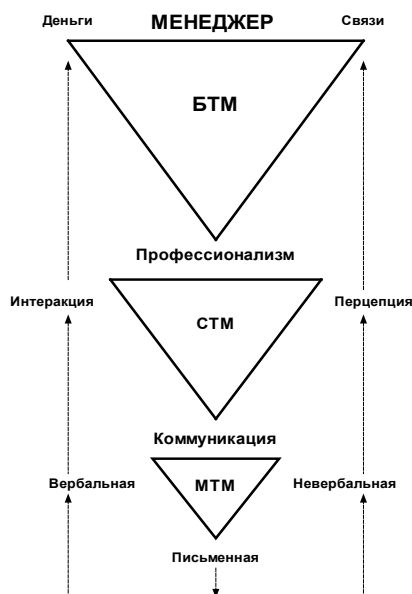 Деньги МЕНЕДЖЕР Связи
БТМ
Профессионализм
Интеракция Перцепция
СТМ
Коммуникация
Вербальная МТМ Невербальная
Письменная